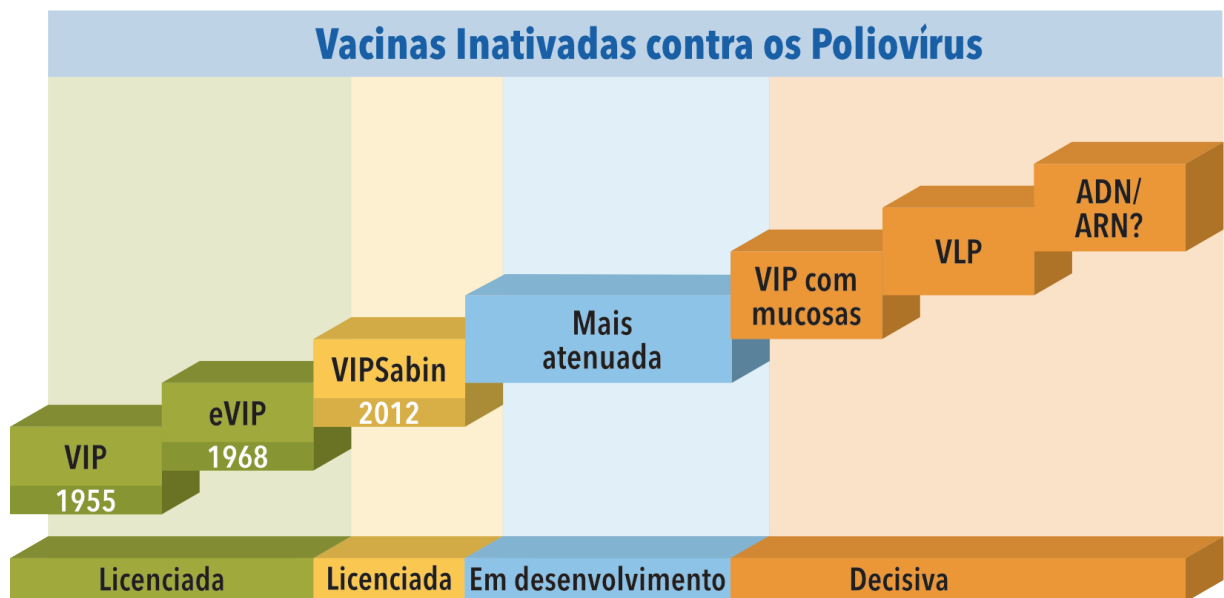 Vacinas Inativadas contra os Poliovírus
VIP
1955
eVIP
1968
VIPSabin
2012
Mais
atenuada
VIP com
mucosas
VLP
ADN/
ARN?
Licenciada
Licenciada
Em desenvolvimento
Decisiva